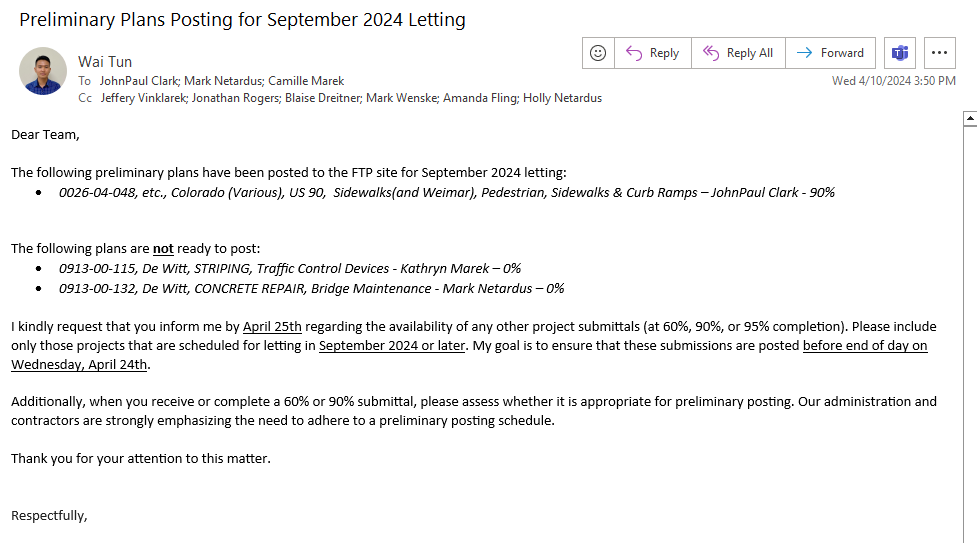 Preliminary Plans Posting for September 2024 Letting
Wai Tun
Reply
Reply All
Forward
To JohnPaul Clark; Mark Netardus; Camille Marek
Wed 4/10/2024 3:50 PM
Cc Jeffery Vinklarek; Jonathan Rogers; Blaise Dreitner; Mark Wenske; Amanda Fling; Holly Netardus
Dear Team,
The following preliminary plans have been posted to the FTP site for September 2024 letting:
• 0026-04-048, etc., Colorado (Various), US 90,  Sidewalks(and Weimar), Pedestrian, Sidewalks & Curb Ramps – JohnPaul Clark - 90%
The following plans are not ready to post:
• 0913-00-115, De Witt, STRIPING, Traffic Control Devices - Kathryn Marek – 0%
• 0913-00-132, De Witt, CONCRETE REPAIR, Bridge Maintenance - Mark Netardus – 0%
I kindly request that you inform me by April 25th regarding the availability of any other project submittals (at 60%, 90%, or 95% completion). Please include
only those projects that are scheduled for letting in September 2024 or later. My goal is to ensure that these submissions are posted before end of day on
Wednesday, April 24th.
Additionally, when you receive or complete a 60% or 90% submittal, please assess whether it is appropriate for preliminary posting. Our administration and
contractors are strongly emphasizing the need to adhere to a preliminary posting schedule.
Thank you for your attention to this matter.
Respectfully,